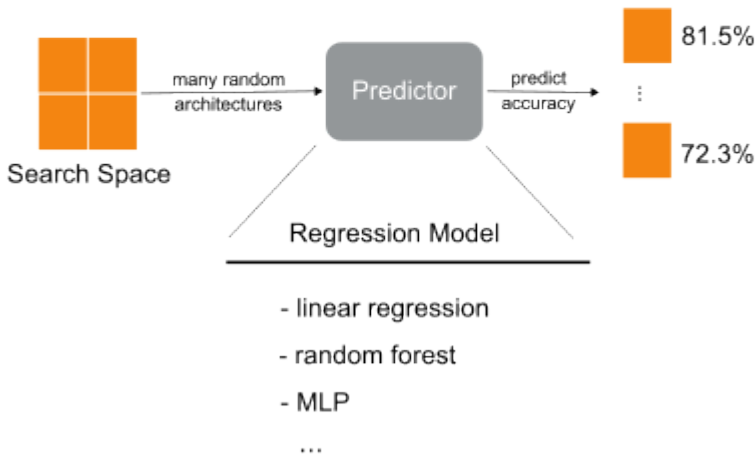 many random
architectures
Predictor
predict
accuracy
81.5%
⋮
72.3%
Search Space
Regression Model
- linear regression
- random forest
- MLP
...